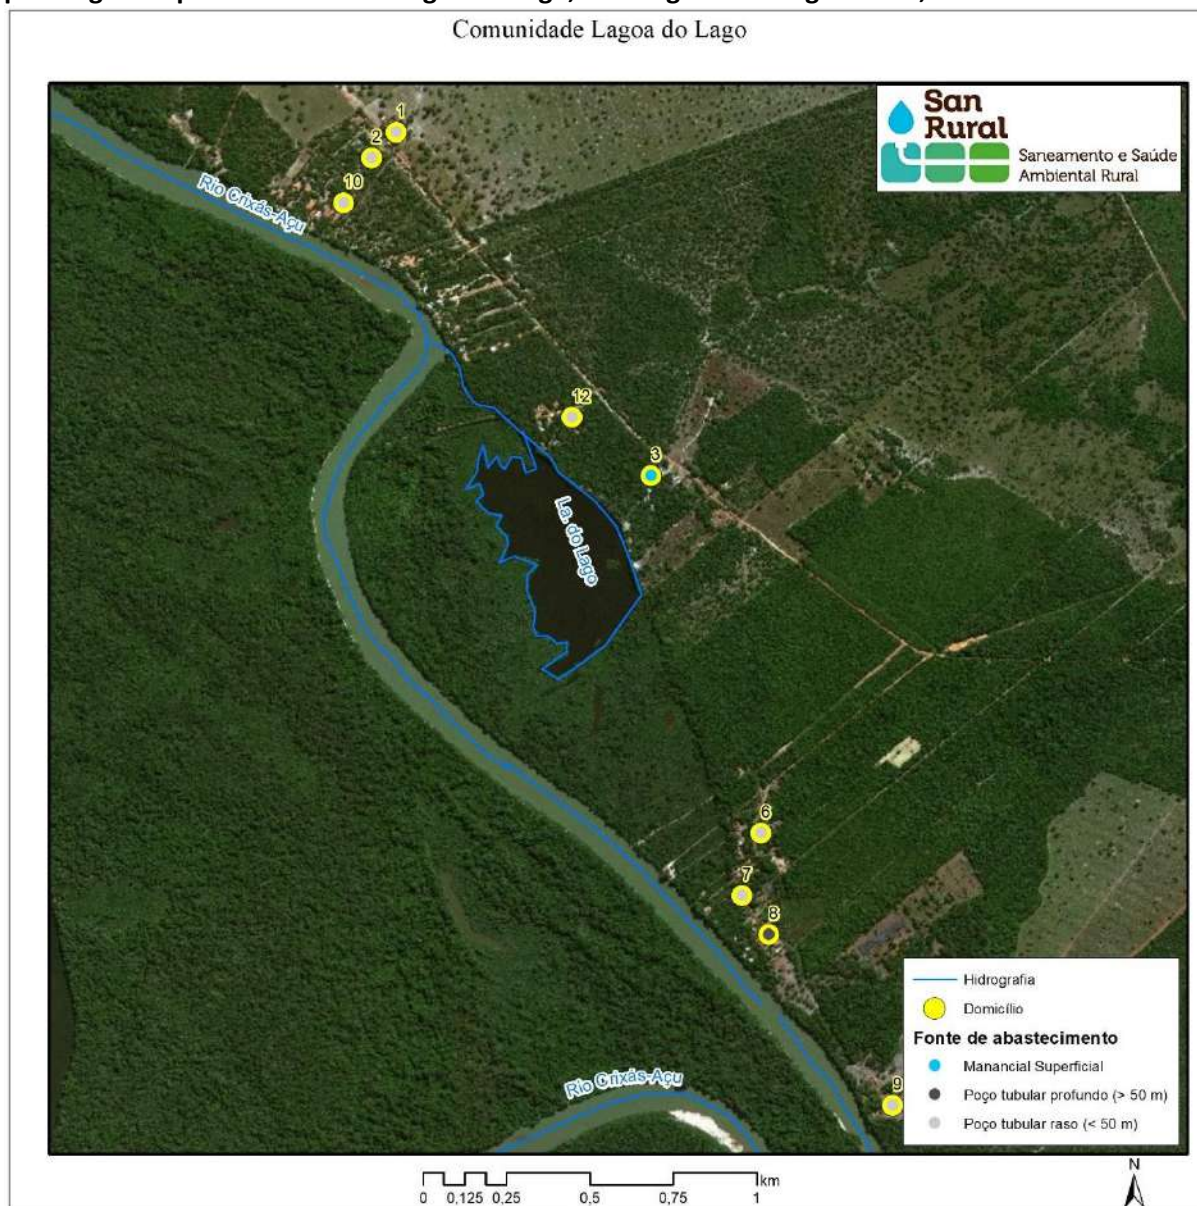 Comunidade Lagoa do Lago
San
Rural
Saneamento e Saúde
Ambiental Rural
1
2
10
Rio Crixás-Açu
12
3
La. do Lago
6
7
8
9
Rio Crixás-Açu
Hidrografia
Domicílio
Fonte de abastecimento
Manancial Superficial
Poço tubular profundo (> 50 m)
Poço tubular raso (< 50 m)
N
km
0 0,125 0,25 0,5 0,75 1